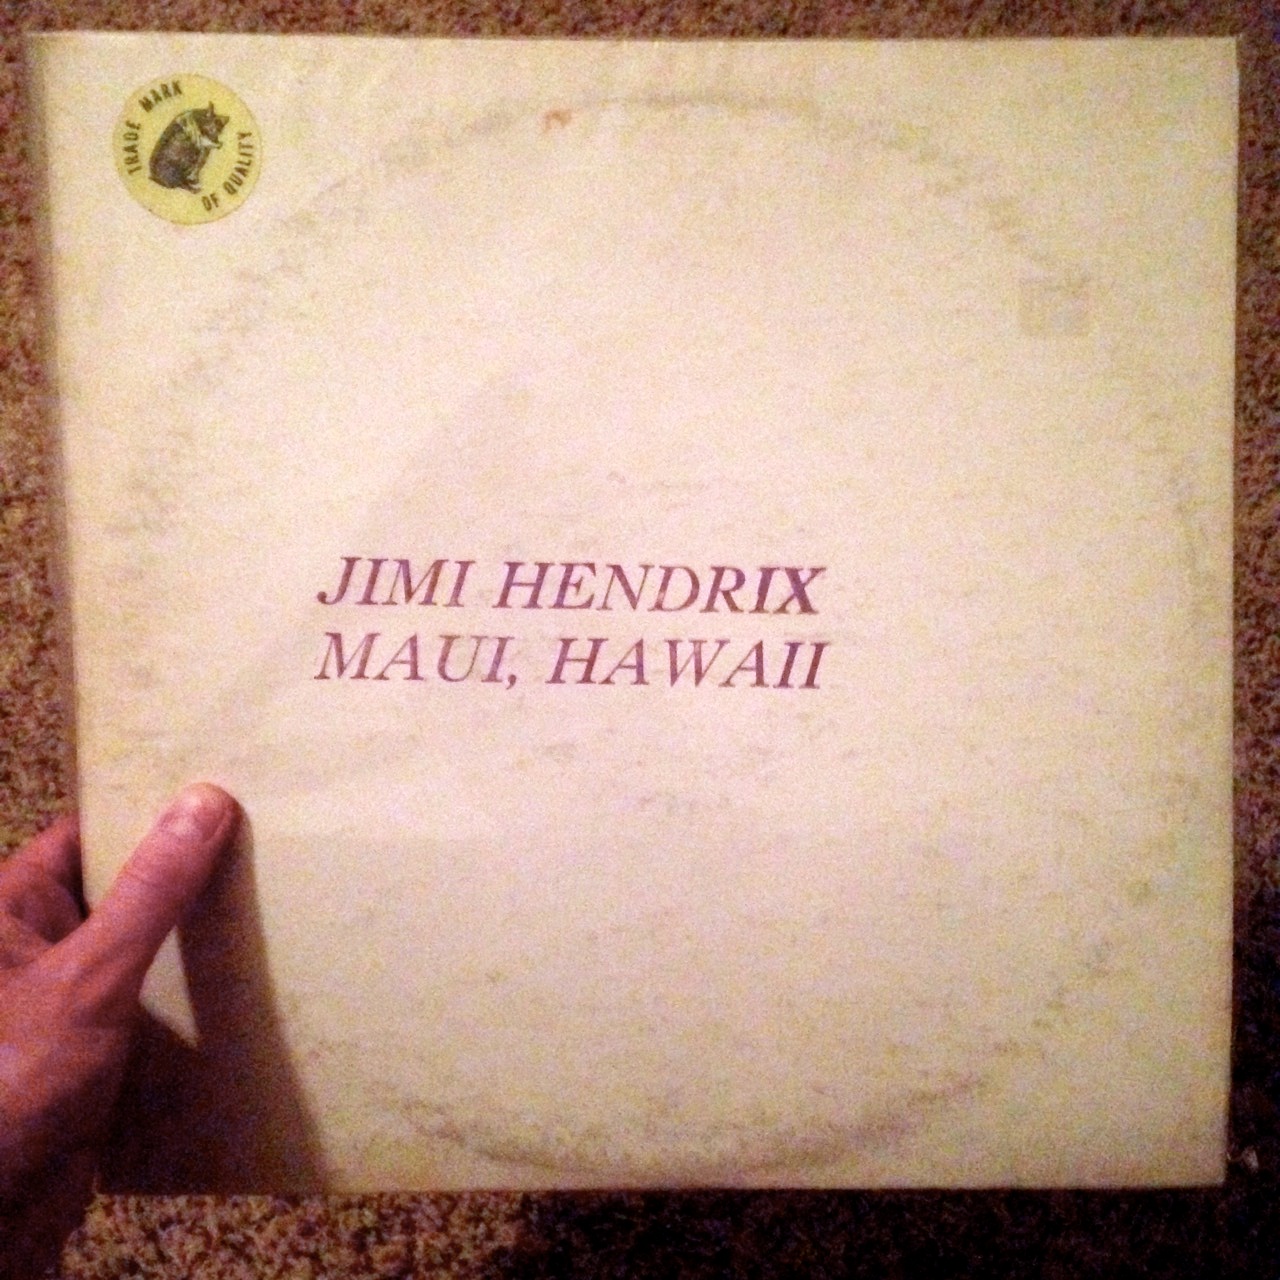 TRADE MARK
OF QUALITY
JIMI HENDRIX
MAUI, HAWAII